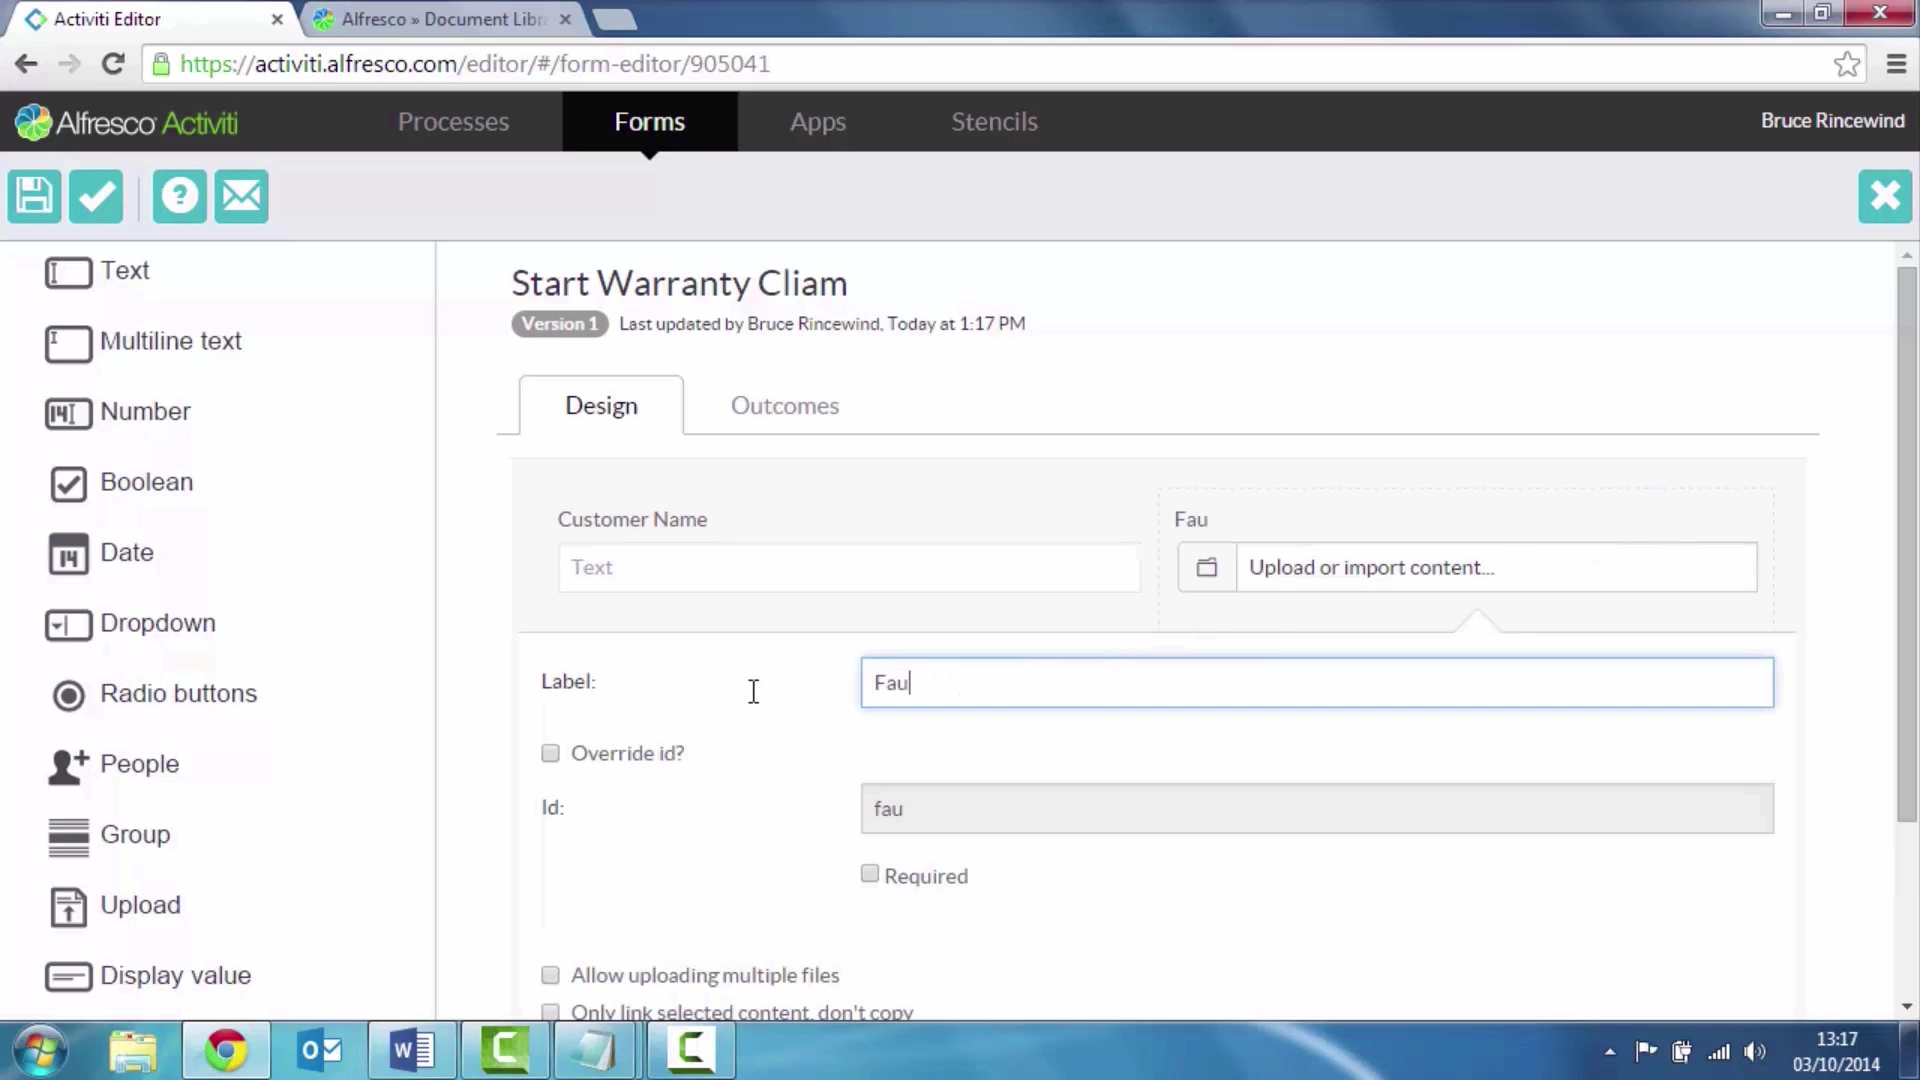 Activiti Editor
Alfresco » Document Libr
https://activiti.alfresco.com/editor/#/form-editor/905041
Alfresco Activiti
Processes
Forms
Apps
Stencils
Bruce Rincewind
Text
Multiline text
Number
Boolean
Date
Dropdown
Radio buttons
People
Group
Upload
Display value
Start Warranty Cliam
Version 1 Last updated by Bruce Rincewind, Today at 1:17 PM
Design
Outcomes
Customer Name
Text
Fau
Upload or import content...
Label:
Fau
Override id?
Id:
fau
Required
Allow uploading multiple files
Only link selected content, don't copy
13:17
03/10/2014